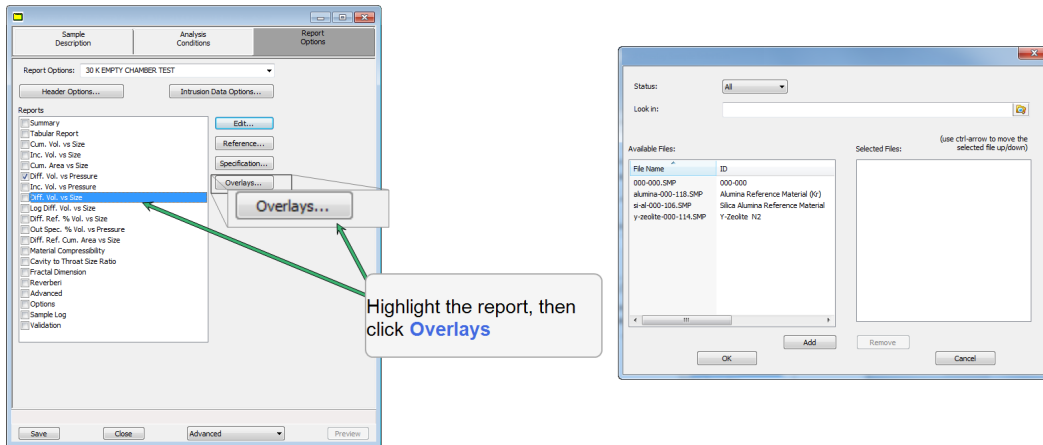 Sample
Description
Analysis
Conditions
Report
Options
Report Options: 30 K EMPTY CHAMBER TEST
Header Options...
Intrusion Data Options...
Reports
Summary
Tabular Report
Cum. Vol. vs Size
Inc. Vol. vs Size
Cum. Area vs Size
Diff. Vol. vs Pressure
Inc. Vol. vs Pressure
Diff. Vol. vs Size
Log Diff. Vol. vs Size
Diff. Ref. % Vol. vs Size
Out Spec. % Vol. vs Pressure
Diff. Ref. Cum. Area vs Size
Material Compressibility
Cavity to Throat Size Ratio
Fractal Dimension
Reverberi
Advanced
Options
Sample Log
Validation
Edit...
Reference...
Specification...
Overlays...
Overlays...
Highlight the report, then
click Overlays
Save
Close
Advanced
Preview
Status: All
Look in:
Available Files:
Selected Files:
(use ctrl-arrow to move the
selected file up/down)
File Name ID
000-000.SMP 000-000
alumina-000-118.SMP Alumina Reference Material (Kr)
si-al-000-106.SMP Silica Alumina Reference Material
y-zeolite-000-114.SMP Y-Zeolite N2
Add
Remove
OK
Cancel